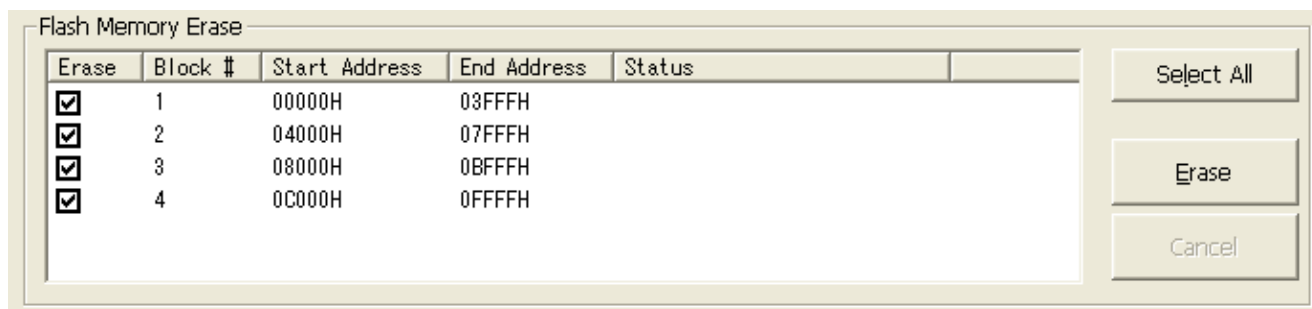 Flash Memory Erase
Erase Block # Start Address End Address Status
1 00000H 03FFFH
2 04000H 07FFFH
3 08000H 0BFFFH
4 0C000H 0FFFFH
Select All
Erase
Cancel